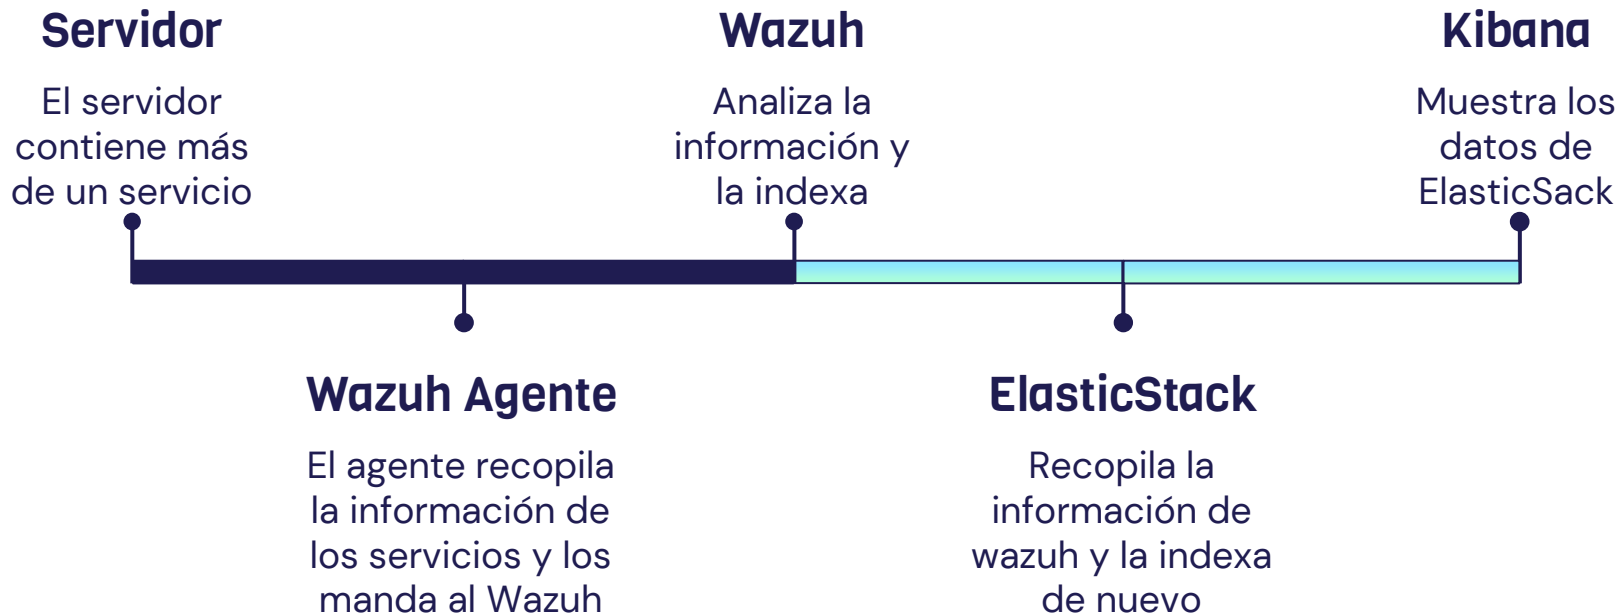 Servidor
El servidor
contiene más
de un servicio
Wazuh Agente
El agente recopila
la información de
los servicios y los
manda al Wazuh
Wazuh
Analiza la
información y
la indexa
ElasticStack
Recopila la
información de
wazuh y la indexa
de nuevo
Kibana
Muestra los
datos de
ElasticSack